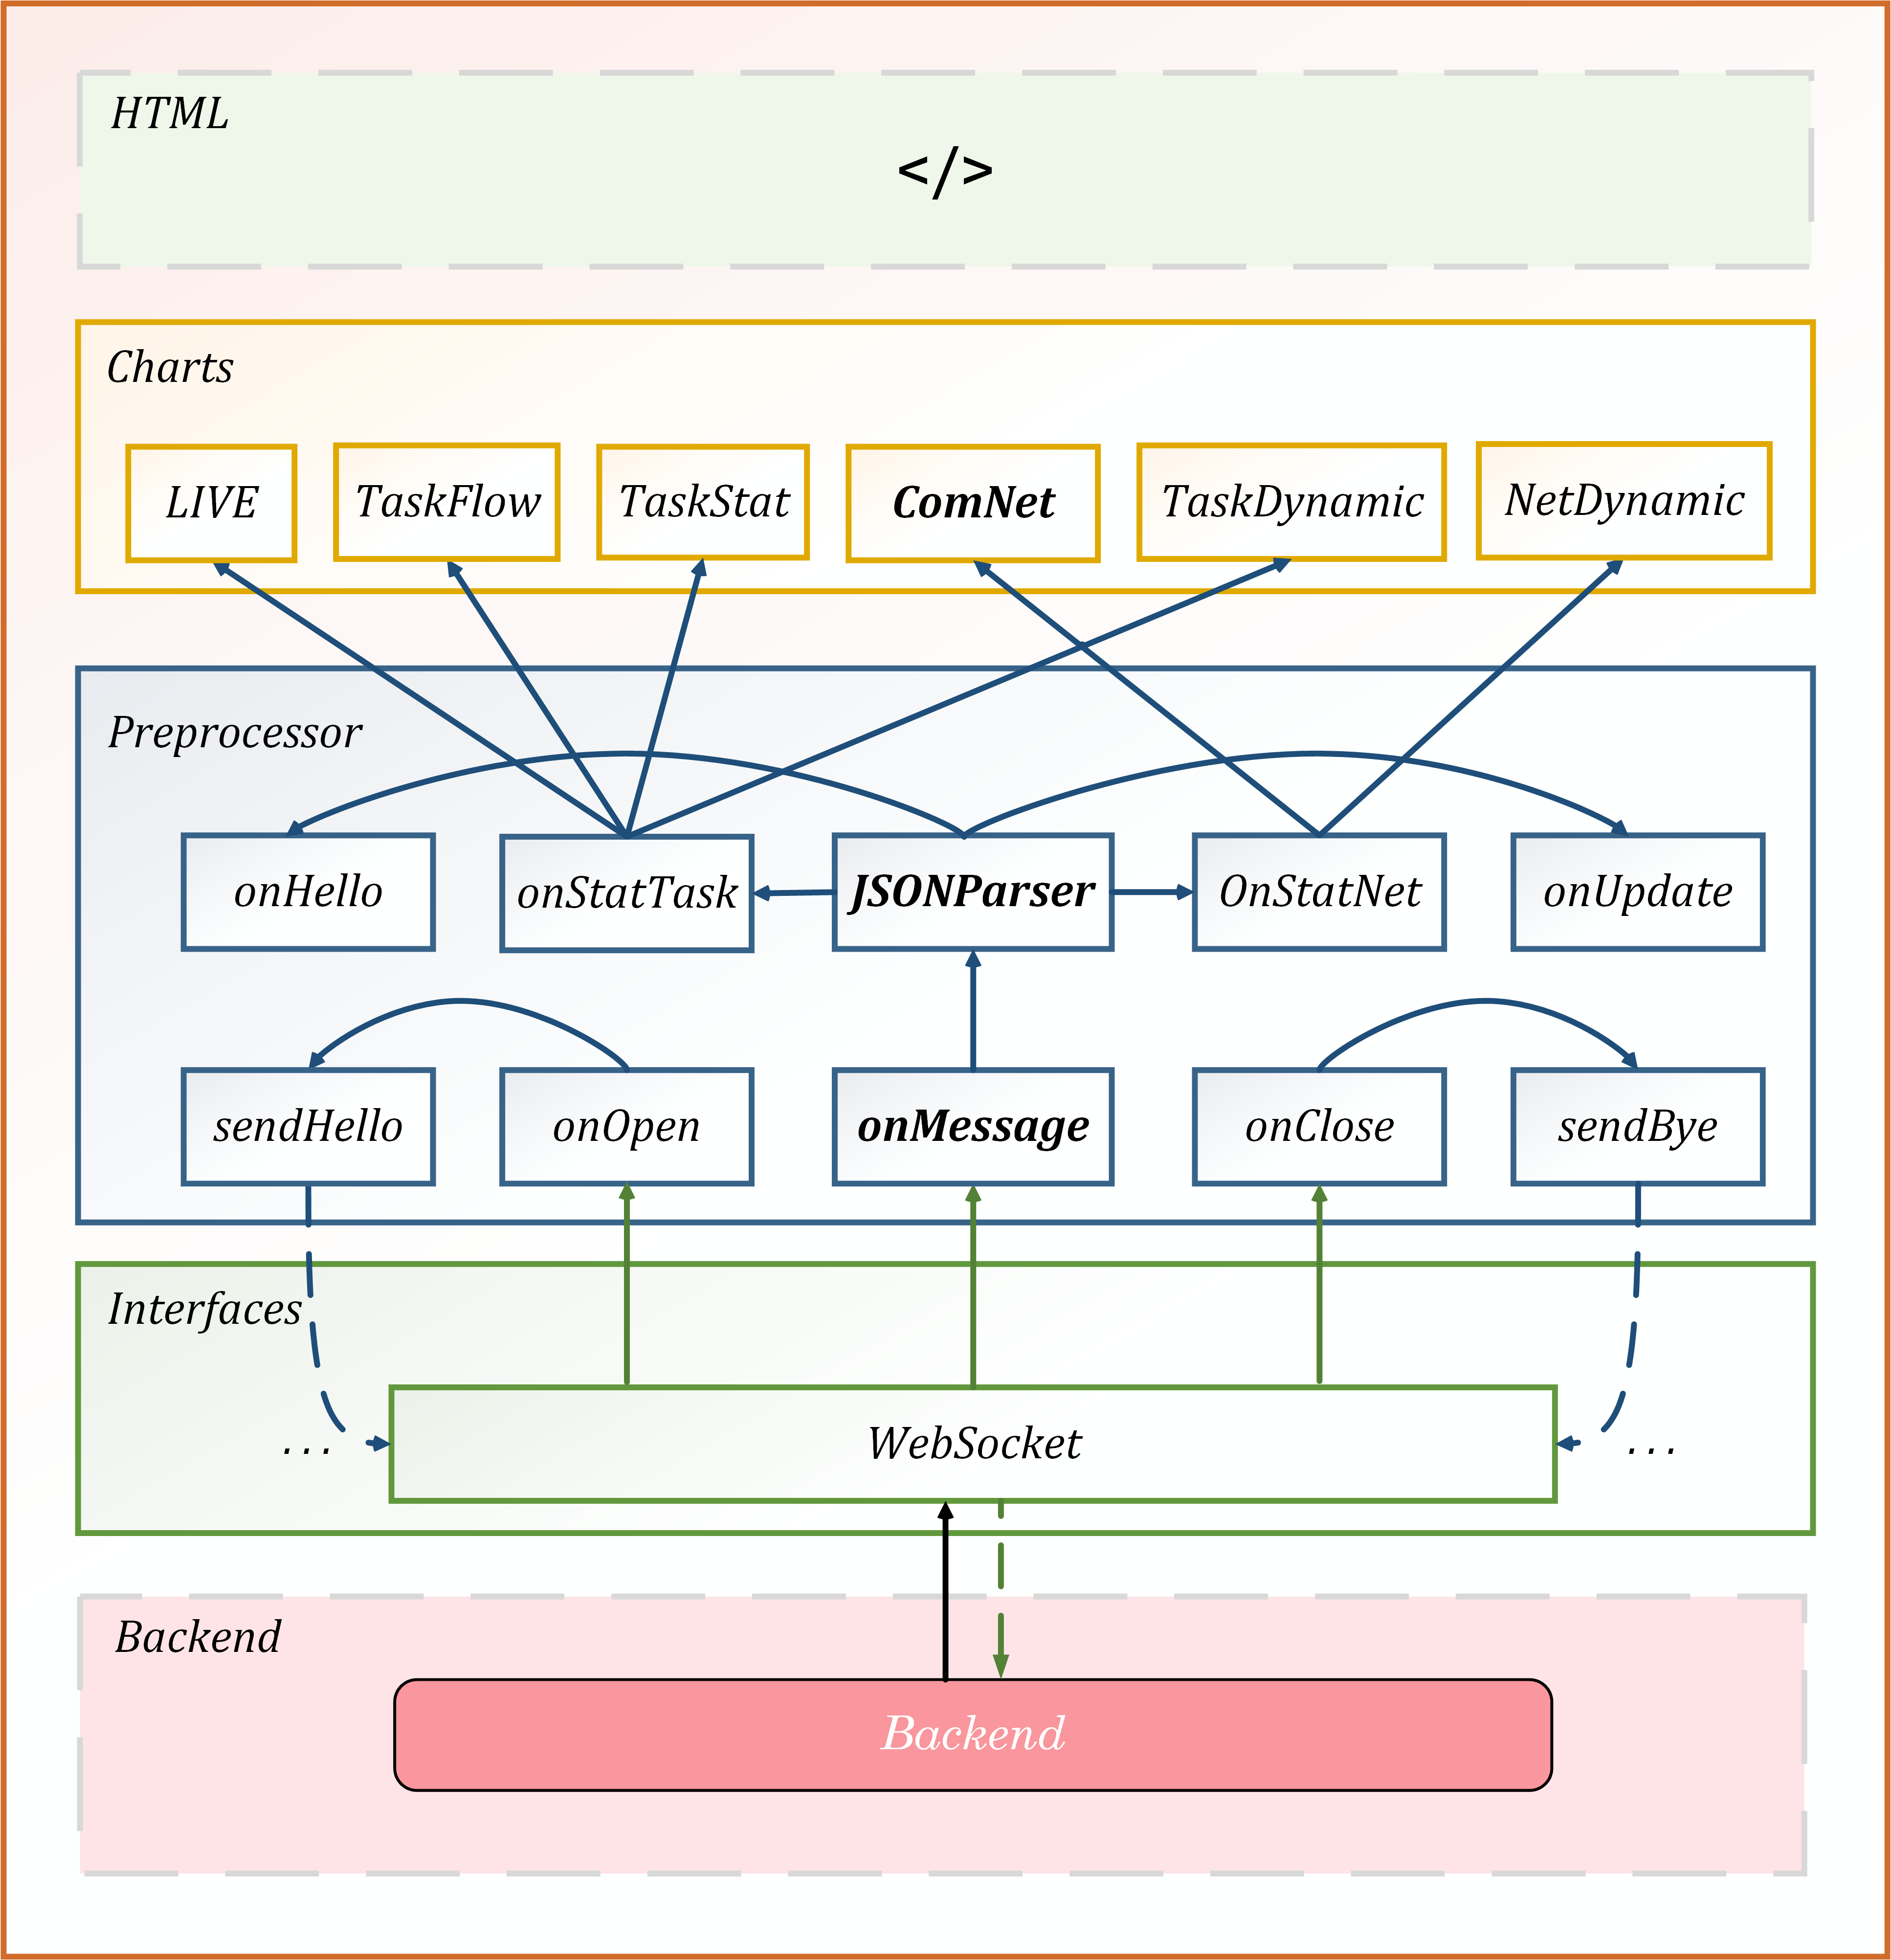 HTML
</>
Charts
LIVE
TaskFlow
TaskStat
ComNet
TaskDynamic
NetDynamic
Preprocessor
onHello
onStatTask
JSONParser
OnStatNet
onUpdate
sendHello
onOpen
onMessage
onClose
sendBye
Interfaces
...
WebSocket
...
Backend
Backend